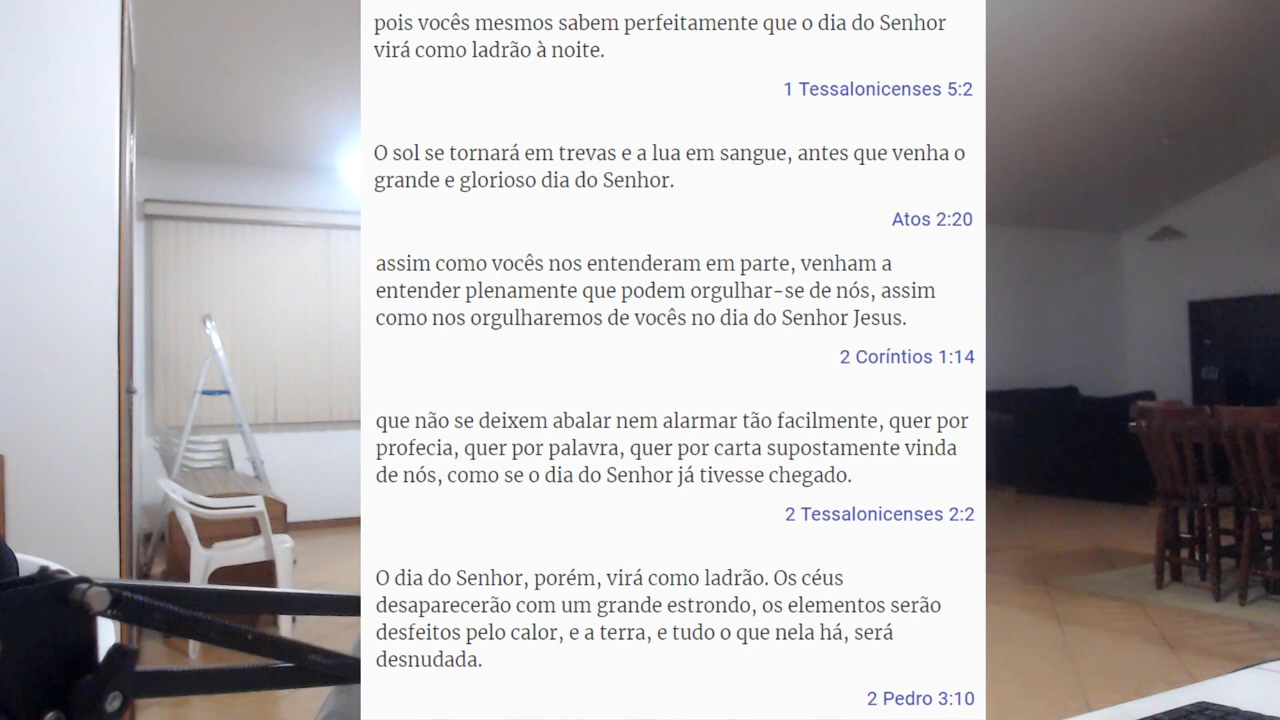 pois vocês mesmos sabem perfeitamente que o dia do Senhor
virá como ladrão à noite.
1 Tessalonicenses 5:2
O sol se tornará em trevas e a lua em sangue, antes que venha o
grande e glorioso dia do Senhor.
Atos 2:20
assim como vocês nos entenderam em parte, venham a
entender plenamente que podem orgulhar-se de nós, assim
como nos orgulharemos de vocês no dia do Senhor Jesus.
2 Coríntios 1:14
que não se deixem abalar nem alarmar tão facilmente, quer por
profecia, quer por palavra, quer por carta supostamente vinda
de nós, como se o dia do Senhor já tivesse chegado.
2 Tessalonicenses 2:2
O dia do Senhor, porém, virá como ladrão. Os céus
desaparecerão com um grande estrondo, os elementos serão
desfeitos pelo calor, e a terra, e tudo o que nela há, será
desnudada.
2 Pedro 3:10